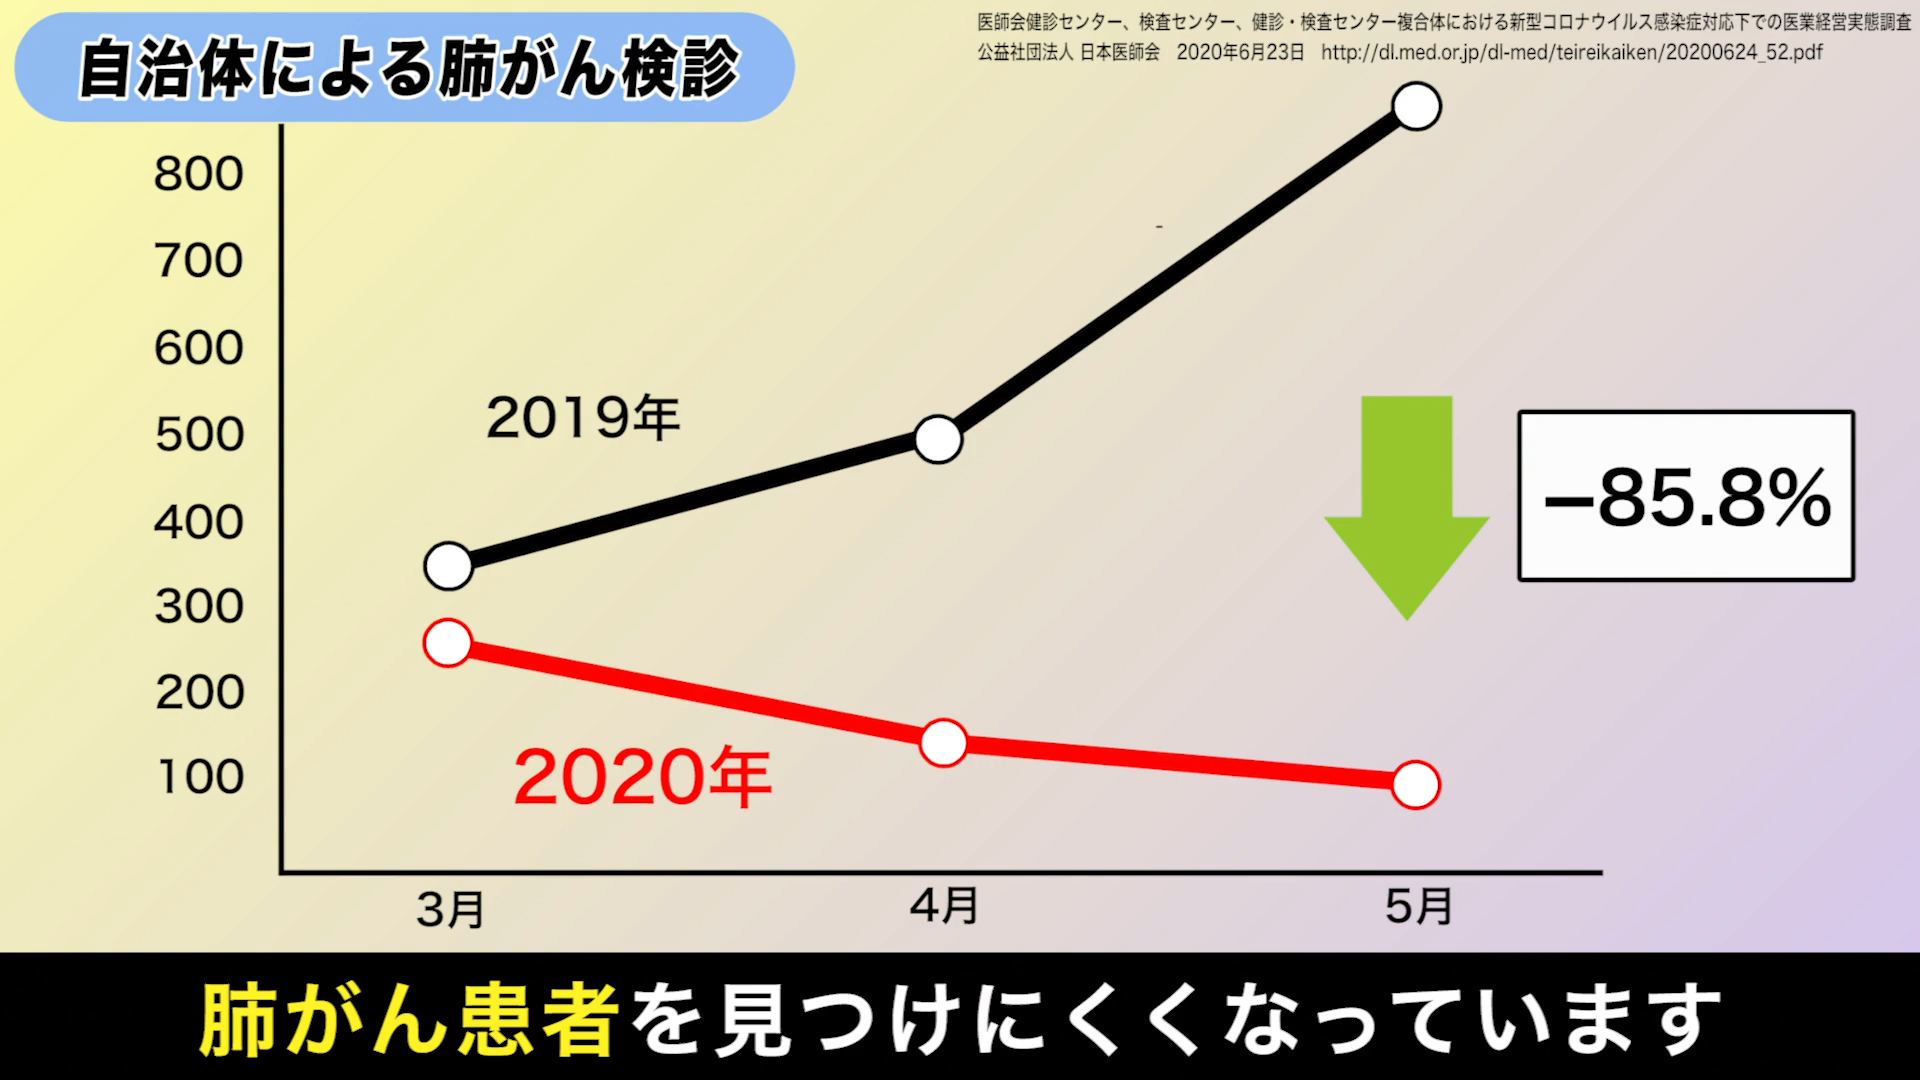 自治体による肺がん検診
医師会健診センター、検査センター、健診・検査センター複合体における新型コロナウイルス感染症対応下での医業経営実態調査
公益社団法人 日本医師会　2020年6月23日　http://dl.med.or.jp/dl-med/teireikaiken/20200624_52.pdf
800
700
600
500
400
300
200
100
2019年
2020年
−85.8%
3月
4月
5月
肺がん患者を見つけにくくなっています